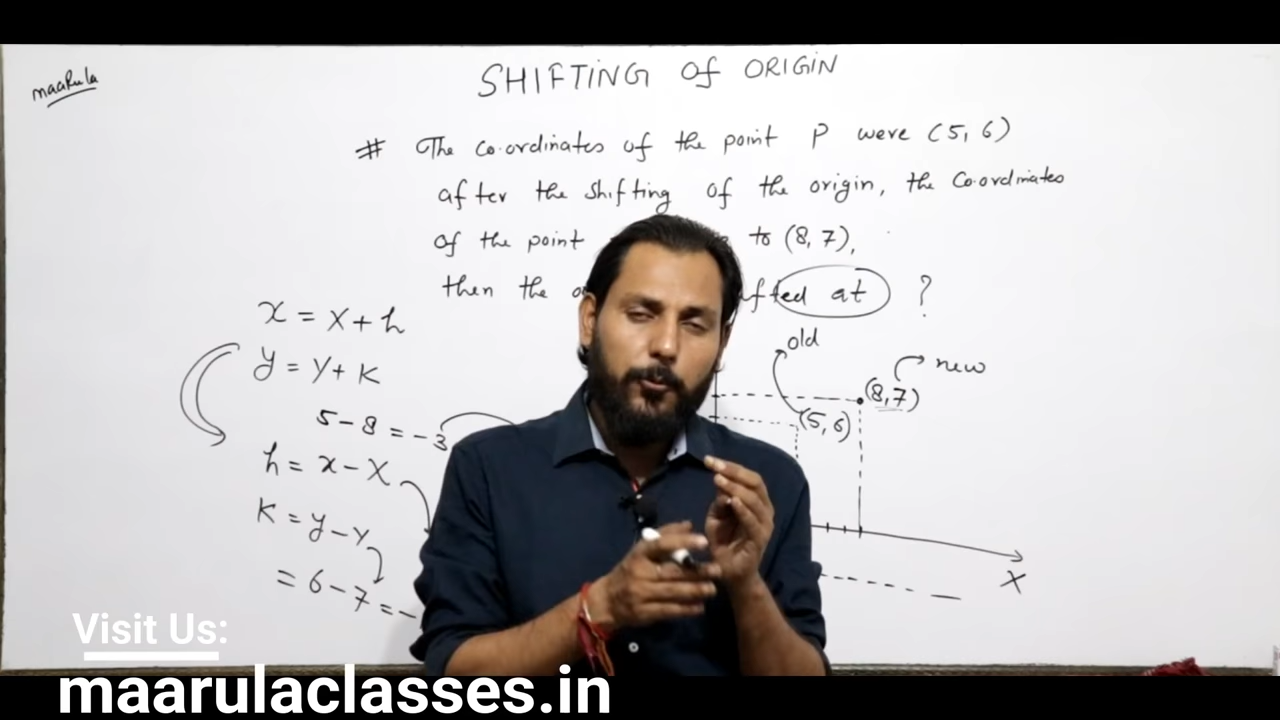 maaRula
SHIFTING of ORIGIN
# The co-ordinates of the point P were (5, 6)
after the shifting of the origin, the co-ordinates
of the point to (8, 7),
then the at ?
x = X + h
y = Y + K
5 - 8 = -3
h = x - X
K = y - Y
= 6 - 7 = -
old
new
(8, 7)
(5, 6)
X
Visit Us:
maarulaclasses.in